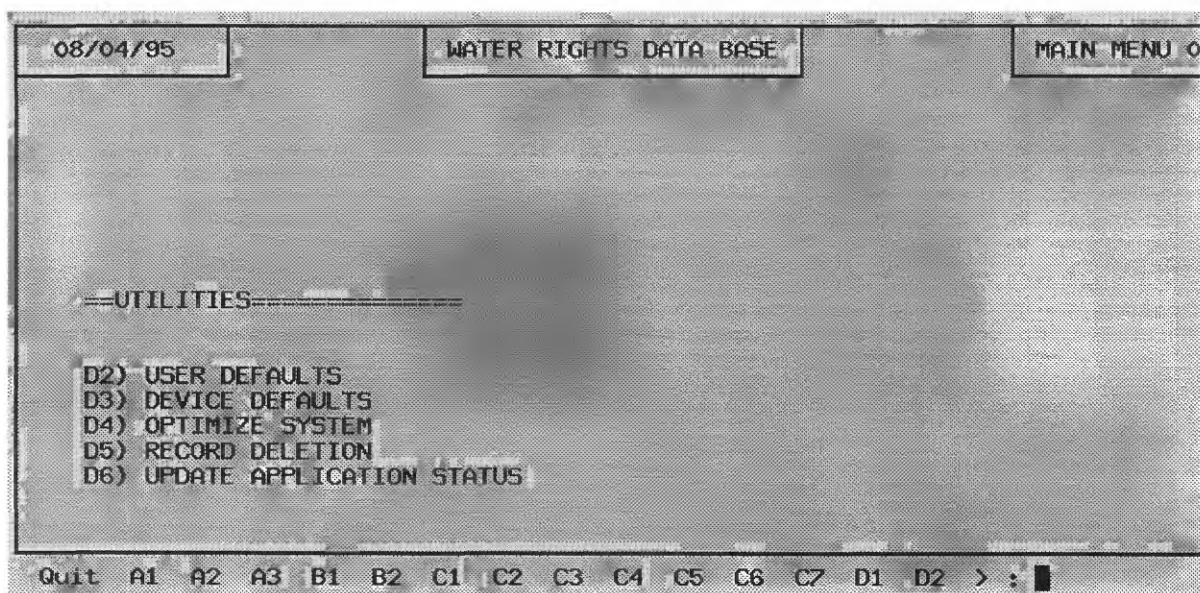 08/04/95 WATER RIGHTS DATA BASE MAIN MENU O
==UTILITIES================
D2) USER DEFAULTS
D3) DEVICE DEFAULTS
D4) OPTIMIZE SYSTEM
D5) RECORD DELETION
D6) UPDATE APPLICATION STATUS
Quit A1 A2 A3 B1 B2 C1 C2 C3 C4 C5 C6 C7 D1 D2 > :